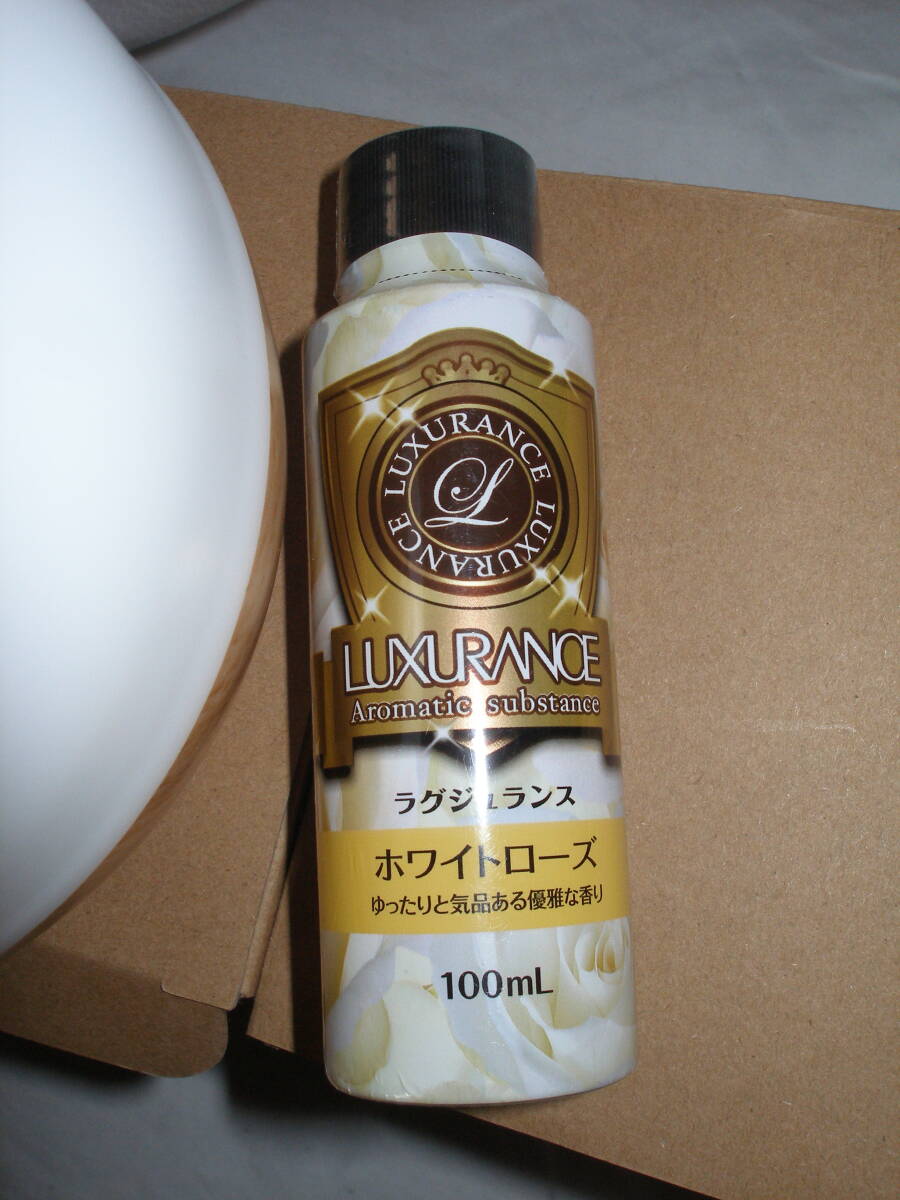 LUXURANCE LUXURANCE
L
LUXURANCE
Aromatic substance
ラグジュランス
ホワイトローズ
ゆったりと気品ある優雅な香り
100mL